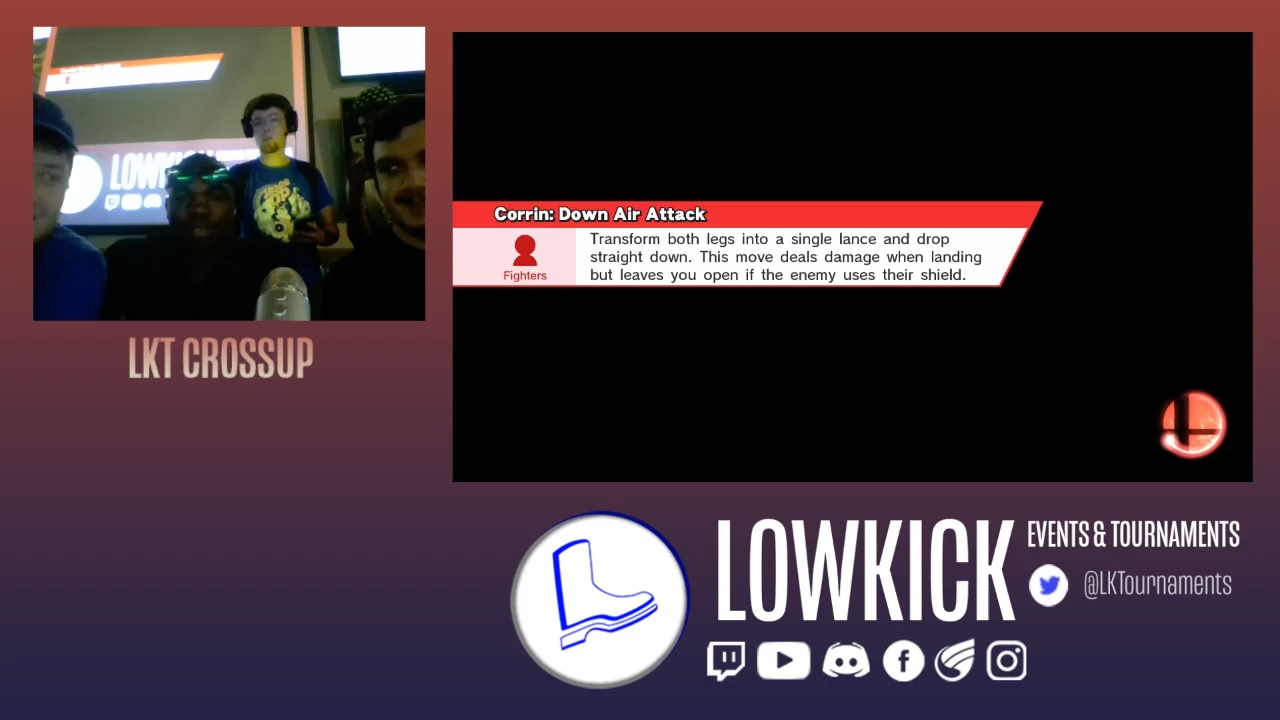 LOWKICK
LKT CROSSUP
Corrin: Down Air Attack
Fighters
Transform both legs into a single lance and drop
straight down. This move deals damage when landing
but leaves you open if the enemy uses their shield.
LOWKICK
EVENTS & TOURNAMENTS
@LKTournaments